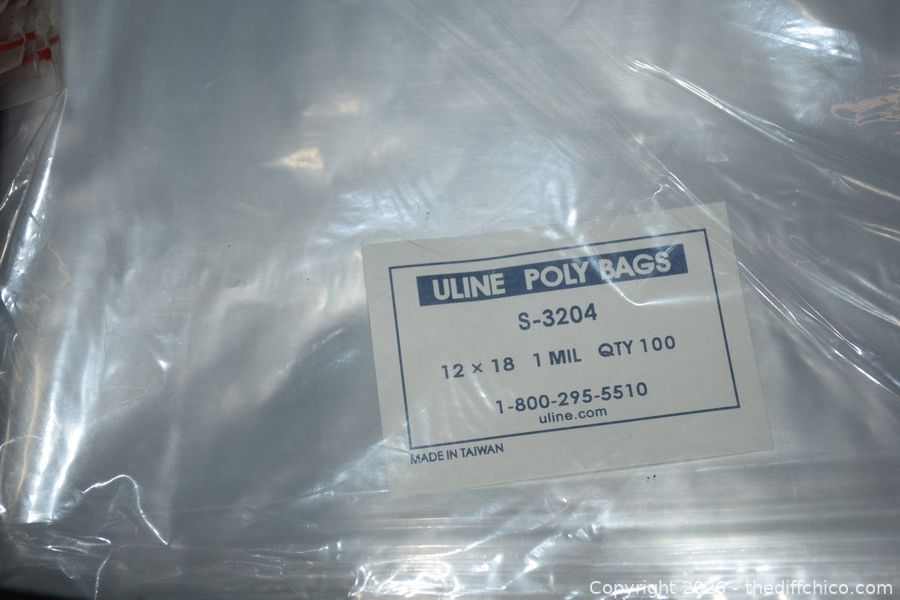 ULINE POLY BAGS
S-3204
12 × 18 1 MIL QTY 100
1-800-295-5510
uline.com
MADE IN TAIWAN
Copyright - thediffchico.com